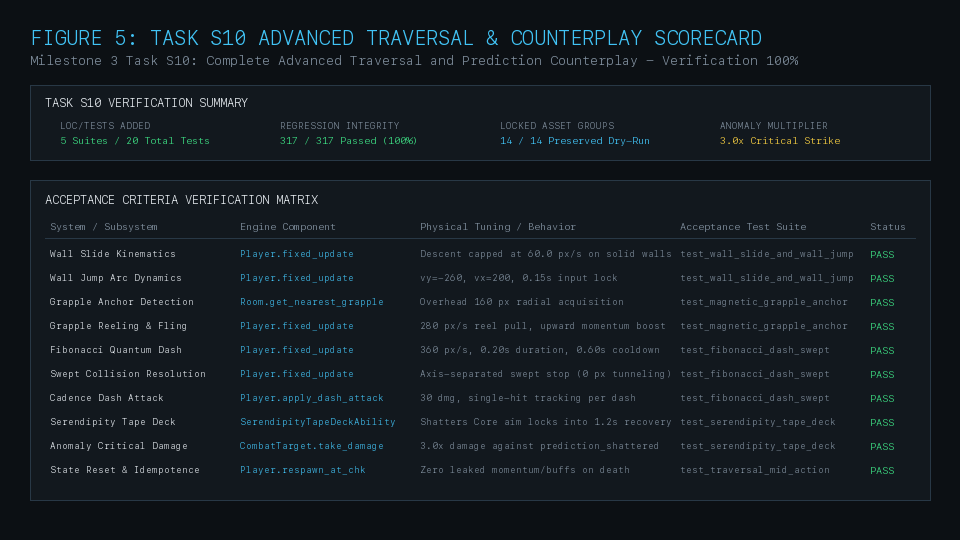 FIGURE 5: TASK S10 ADVANCED TRAVERSAL & COUNTERPLAY SCORECARD
Milestone 3 Task S10: Complete Advanced Traversal and Prediction Counterplay — Verification 100%
TASK S10 VERIFICATION SUMMARY
LOC/TESTS ADDED REGRESSION INTEGRITY LOCKED ASSET GROUPS ANOMALY MULTIPLIER
5 Suites / 20 Total Tests 317 / 317 Passed (100%) 14 / 14 Preserved Dry-Run 3.0x Critical Strike
ACCEPTANCE CRITERIA VERIFICATION MATRIX
System / Subsystem Engine Component Physical Tuning / Behavior Acceptance Test Suite Status
Wall Slide Kinematics Player.fixed_update Descent capped at 60.0 px/s on solid walls test_wall_slide_and_wall_jump PASS
Wall Jump Arc Dynamics Player.fixed_update vy=-260, vx=200, 0.15s input lock test_wall_slide_and_wall_jump PASS
Grapple Anchor Detection Room.get_nearest_grapple Overhead 160 px radial acquisition test_magnetic_grapple_anchor PASS
Grapple Reeling & Fling Player.fixed_update 280 px/s reel pull, upward momentum boost test_magnetic_grapple_anchor PASS
Fibonacci Quantum Dash Player.fixed_update 360 px/s, 0.20s duration, 0.60s cooldown test_fibonacci_dash_swept PASS
Swept Collision Resolution Player.fixed_update Axis-separated swept stop (0 px tunneling) test_fibonacci_dash_swept PASS
Cadence Dash Attack Player.apply_dash_attack 30 dmg, single-hit tracking per dash test_fibonacci_dash_swept PASS
Serendipity Tape Deck SerendipityTapeDeckAbility Shatters Core aim locks into 1.2s recovery test_serendipity_tape_deck PASS
Anomaly Critical Damage CombatTarget.take_damage 3.0x damage against prediction_shattered test_serendipity_tape_deck PASS
State Reset & Idempotence Player.respawn_at_chk Zero leaked momentum/buffs on death test_traversal_mid_action PASS